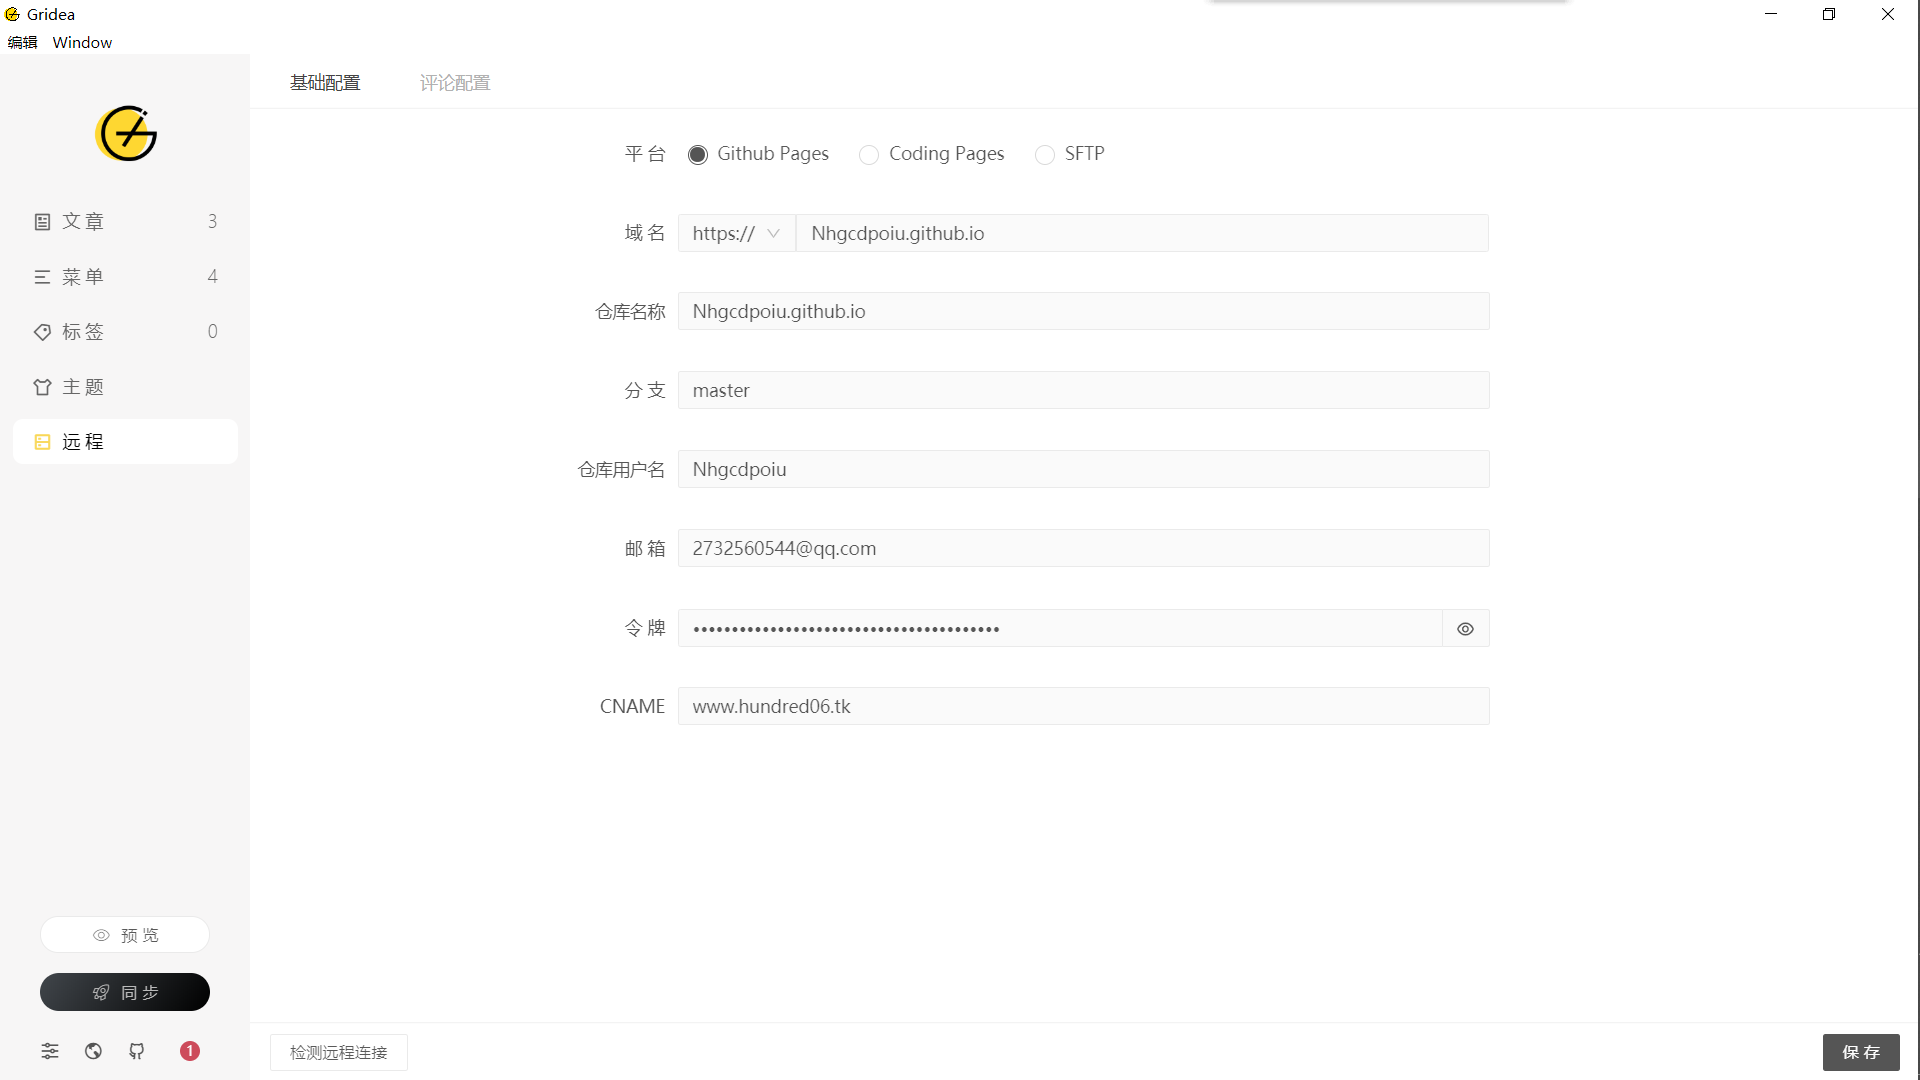 Gridea
编辑 Window
基础配置 评论配置
文章 3
菜单 4
标签 0
主题
远程
平台 Github Pages Coding Pages SFTP
域名 https:// Nhgcdpoiu.github.io
仓库名称 Nhgcdpoiu.github.io
分支 master
仓库用户名 Nhgcdpoiu
邮箱 2732560544@qq.com
令牌 ••••••••••••••••••••••••••••••••••••••••
CNAME www.hundred06.tk
预览
同步
1
检测远程连接
保存